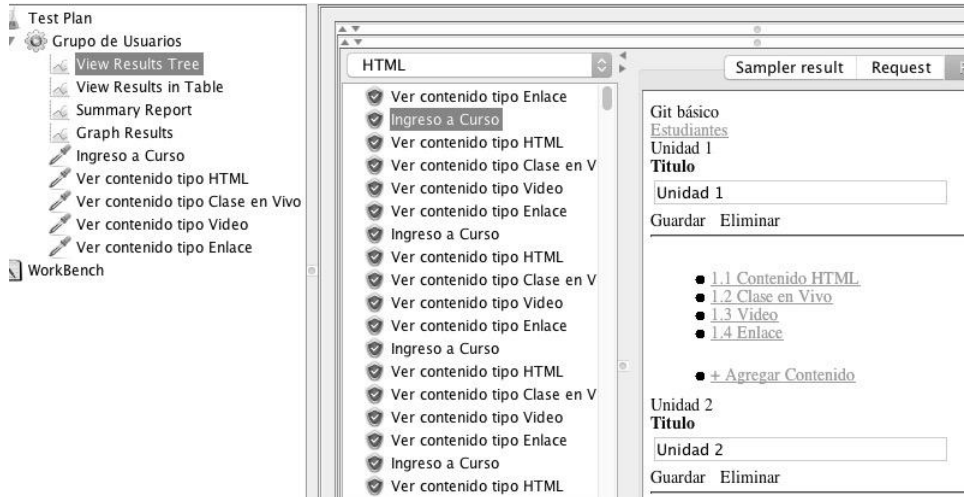 Test Plan
Grupo de Usuarios
View Results Tree
View Results in Table
Summary Report
Graph Results
Ingreso a Curso
Ver contenido tipo HTML
Ver contenido tipo Clase en Vivo
Ver contenido tipo Video
Ver contenido tipo Enlace
WorkBench
HTML
Ver contenido tipo Enlace
Ingreso a Curso
Ver contenido tipo HTML
Ver contenido tipo Clase en V
Ver contenido tipo Video
Ver contenido tipo Enlace
Ingreso a Curso
Ver contenido tipo HTML
Ver contenido tipo Clase en V
Ver contenido tipo Video
Ver contenido tipo Enlace
Ingreso a Curso
Ver contenido tipo HTML
Ver contenido tipo Clase en V
Ver contenido tipo Video
Ver contenido tipo Enlace
Ingreso a Curso
Ver contenido tipo HTML
Sampler result Request
Git básico
Estudiantes
Unidad 1
Titulo
Unidad 1
Guardar Eliminar
1.1 Contenido HTML
1.2 Clase en Vivo
1.3 Video
1.4 Enlace
+ Agregar Contenido
Unidad 2
Titulo
Unidad 2
Guardar Eliminar